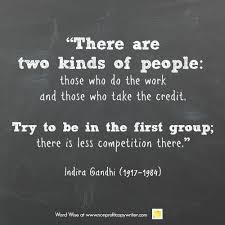 “There are
two kinds of people:
those who do the work
and those who take the credit.
Try to be in the first group;
there is less competition there.”
Indira Gandhi (1917-1984)
Word Wise at www.nonprofitcopywriter.com